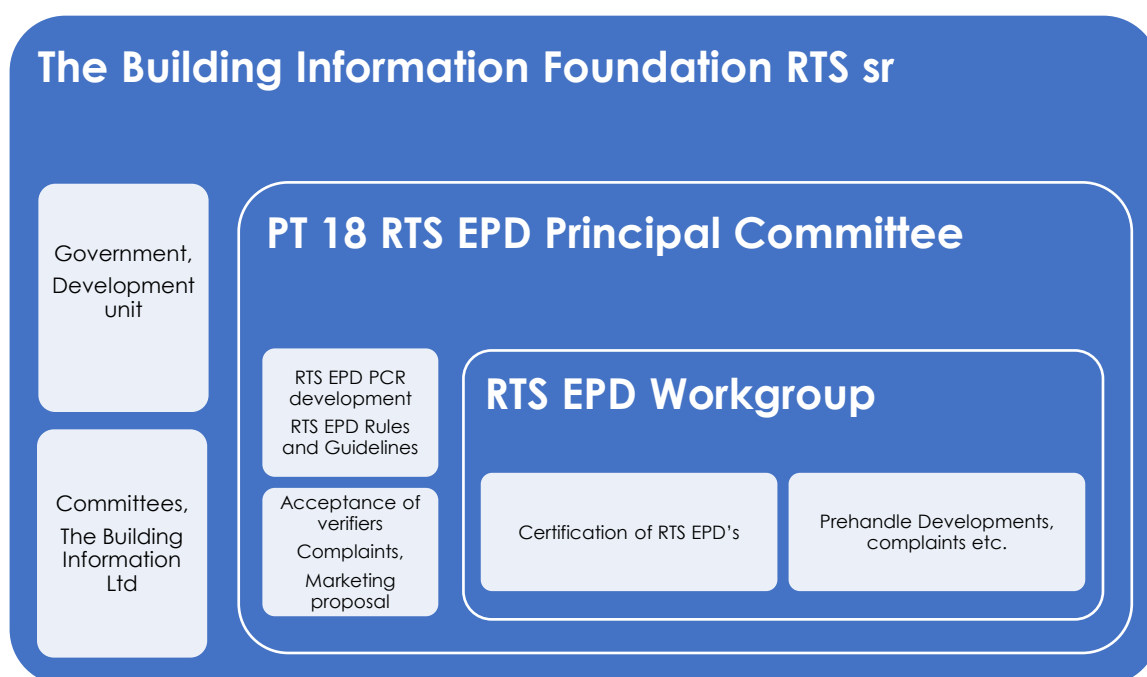 The Building Information Foundation RTS sr
Government,
Development
unit
Committees,
The Building
Information
Ltd
PT 18 RTS EPD Principal Committee
RTS EPD PCR
development
RTS EPD Rules
and Guidelines
Acceptance of
verifiers
Complaints,
Marketing
proposal
RTS EPD Workgroup
Certification of RTS EPD’s
Prehandle Developments,
complaints etc.